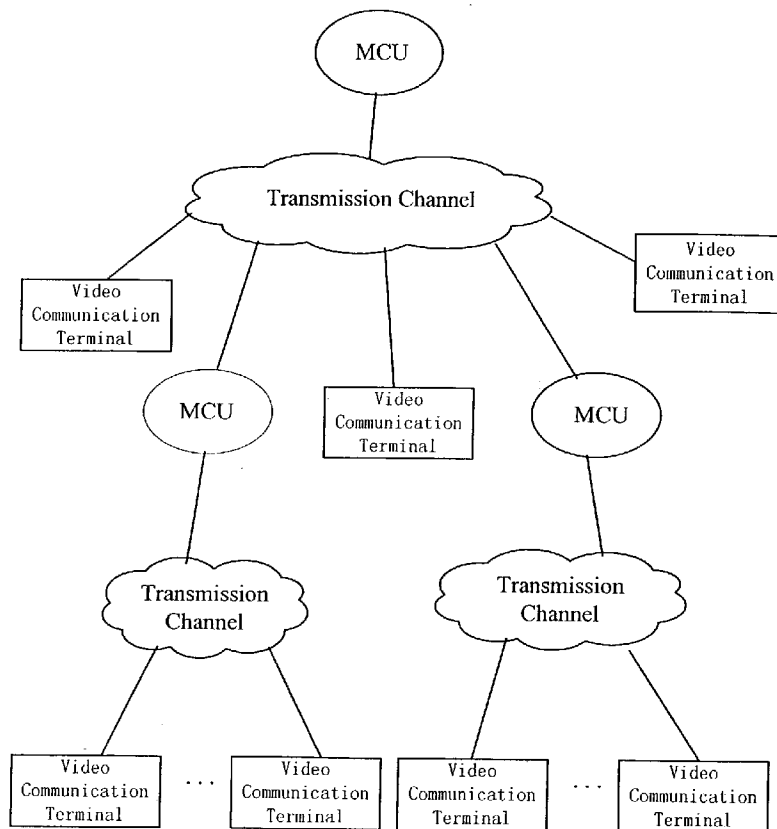 MCU
Transmission Channel
Video
Communication
Terminal
Video
Communication
Terminal
MCU
Video
Communication
Terminal
MCU
Transmission
Channel
Transmission
Channel
Video
Communication
Terminal
...
Video
Communication
Terminal
Video
Communication
Terminal
...
Video
Communication
Terminal